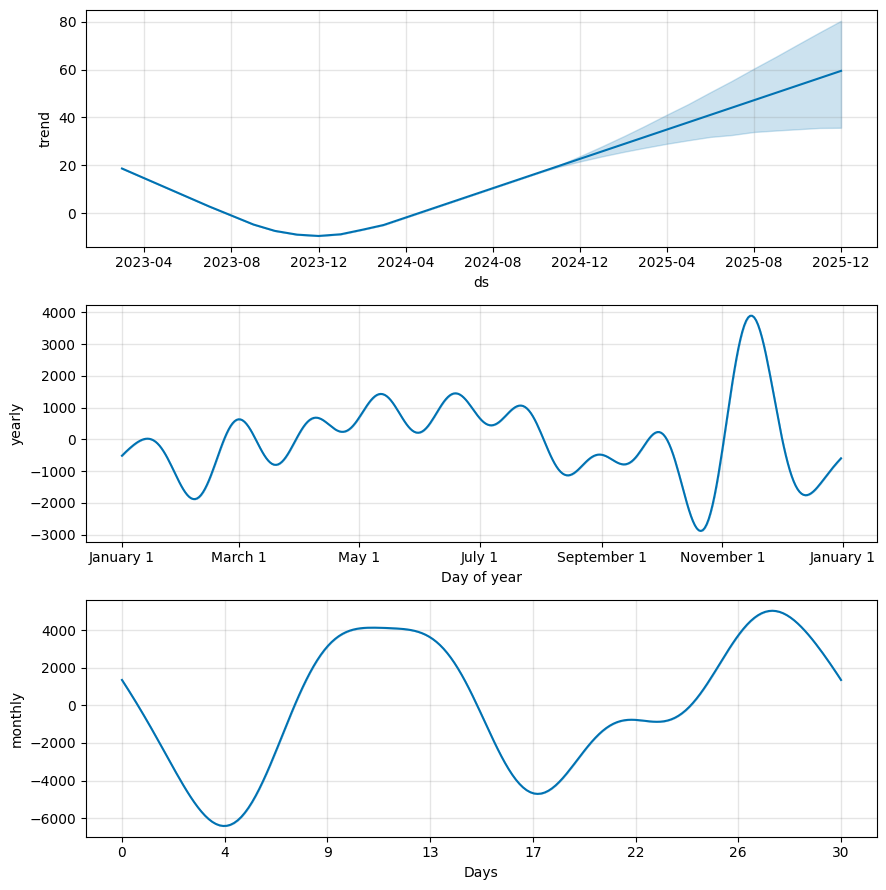 80
60
40
20
0
trend
2023-04 2023-08 2023-12 2024-04 2024-08 2024-12 2025-04 2025-08 2025-12
ds
4000
3000
2000
1000
0
−1000
−2000
−3000
yearly
January 1 March 1 May 1 July 1 September 1 November 1 January 1
Day of year
4000
2000
0
−2000
−4000
−6000
monthly
0 4 9 13 17 22 26 30
Days